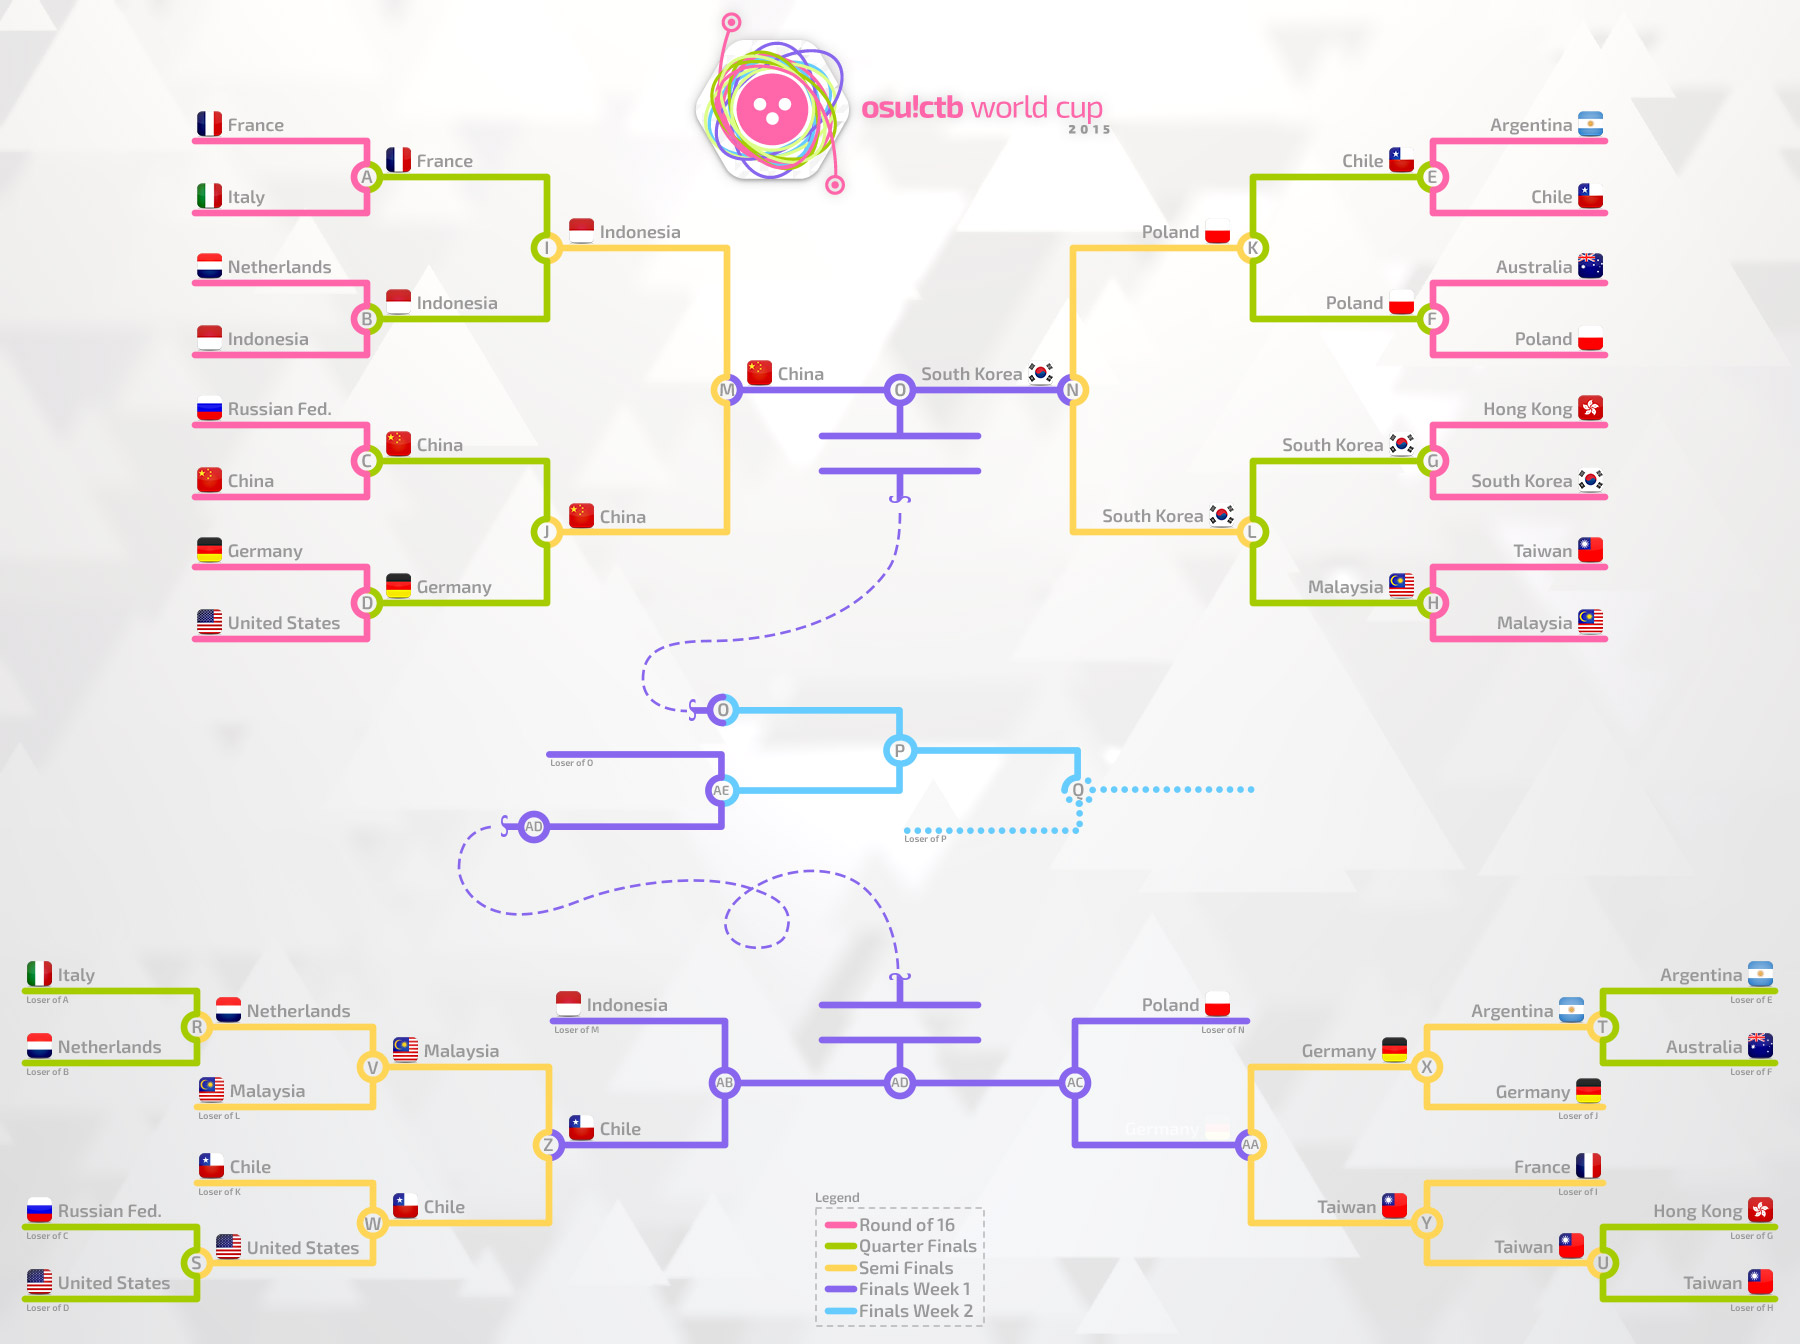 osu!ctb world cup
2015
France
Argentina
A
France
Chile
E
Italy
Chile
I
Indonesia
Poland
K
Netherlands
Australia
B
Indonesia
Poland
F
Indonesia
Poland
M
China
O
South Korea
N
Russian Fed.
Hong Kong
C
China
South Korea
G
China
South Korea
J
China
South Korea
L
Germany
Taiwan
D
Germany
Malaysia
H
United States
Malaysia
O
P
Loser of O
AE
Q
AD
Loser of P
Italy
Loser of A
Argentina
Loser of E
R
Netherlands
Argentina
T
Netherlands
Loser of B
Australia
Loser of F
Indonesia
Loser of M
Poland
Loser of N
V
Malaysia
Germany
X
Malaysia
Loser of L
Germany
Loser of J
AB
AD
AC
Z
Chile
Germany
AA
Chile
Loser of K
France
Loser of I
W
Chile
Taiwan
Y
Russian Fed.
Loser of C
Hong Kong
Loser of G
S
United States
Taiwan
U
United States
Loser of D
Taiwan
Loser of H
Legend
Round of 16
Quarter Finals
Semi Finals
Finals Week 1
Finals Week 2